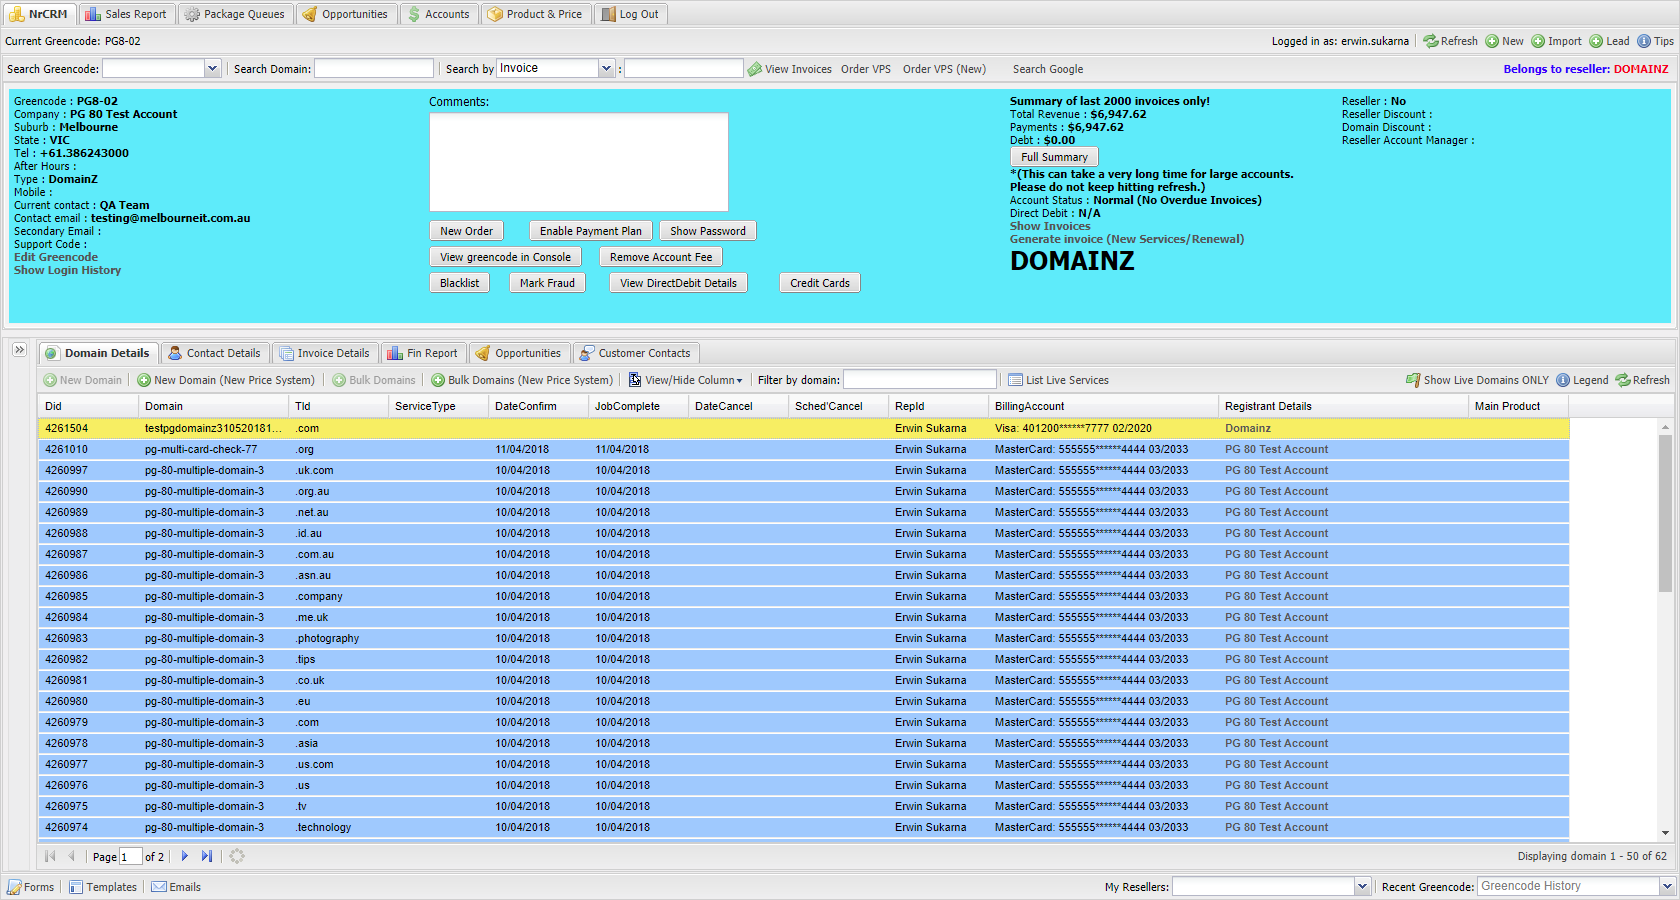 NrCRM Sales Report Package Queues Opportunities Accounts Product & Price Log Out
Current Greencode: PG8-02 Logged in as: erwin.sukarna Refresh New Import Lead Tips
Search Greencode: Search Domain: Search by Invoice : View Invoices Order VPS Order VPS (New) Search Google Belongs to reseller: DOMAINZ
Greencode : PG8-02
Company : PG 80 Test Account
Suburb : Melbourne
State : VIC
Tel : +61.386243000
After Hours :
Type : DomainZ
Mobile :
Current contact : QA Team
Contact email : testing@melbourneit.com.au
Secondary Email :
Support Code :
Edit Greencode
Show Login History
Comments:
New Order Enable Payment Plan Show Password
View greencode in Console Remove Account Fee
Blacklist Mark Fraud View DirectDebit Details Credit Cards
Summary of last 2000 invoices only!
Total Revenue : $6,947.62
Payments : $6,947.62
Debt : $0.00
Full Summary
*(This can take a very long time for large accounts.
Please do not keep hitting refresh.)
Account Status : Normal (No Overdue Invoices)
Direct Debit : N/A
Show Invoices
Generate invoice (New Services/Renewal)
DOMAINZ
Reseller : No
Reseller Discount :
Domain Discount :
Reseller Account Manager :
Domain Details Contact Details Invoice Details Fin Report Opportunities Customer Contacts
New Domain New Domain (New Price System) Bulk Domains Bulk Domains (New Price System) View/Hide Column Filter by domain: List Live Services Show Live Domains ONLY Legend Refresh
Did Domain Tld ServiceType DateConfirm JobComplete DateCancel Sched'Cancel RepId BillingAccount Registrant Details Main Product
4261504 testpgdomainz310520181... .com Erwin Sukarna Visa: 401200******7777 02/2020 Domainz
4261010 pg-multi-card-check-77 .org 11/04/2018 11/04/2018 Erwin Sukarna MasterCard: 555555******4444 03/2033 PG 80 Test Account
4260997 pg-80-multiple-domain-3 .uk.com 10/04/2018 10/04/2018 Erwin Sukarna MasterCard: 555555******4444 03/2033 PG 80 Test Account
4260990 pg-80-multiple-domain-3 .org.au 10/04/2018 10/04/2018 Erwin Sukarna MasterCard: 555555******4444 03/2033 PG 80 Test Account
4260989 pg-80-multiple-domain-3 .net.au 10/04/2018 10/04/2018 Erwin Sukarna MasterCard: 555555******4444 03/2033 PG 80 Test Account
4260988 pg-80-multiple-domain-3 .id.au 10/04/2018 10/04/2018 Erwin Sukarna MasterCard: 555555******4444 03/2033 PG 80 Test Account
4260987 pg-80-multiple-domain-3 .com.au 10/04/2018 10/04/2018 Erwin Sukarna MasterCard: 555555******4444 03/2033 PG 80 Test Account
4260986 pg-80-multiple-domain-3 .asn.au 10/04/2018 10/04/2018 Erwin Sukarna MasterCard: 555555******4444 03/2033 PG 80 Test Account
4260985 pg-80-multiple-domain-3 .company 10/04/2018 10/04/2018 Erwin Sukarna MasterCard: 555555******4444 03/2033 PG 80 Test Account
4260984 pg-80-multiple-domain-3 .me.uk 10/04/2018 10/04/2018 Erwin Sukarna MasterCard: 555555******4444 03/2033 PG 80 Test Account
4260983 pg-80-multiple-domain-3 .photography 10/04/2018 10/04/2018 Erwin Sukarna MasterCard: 555555******4444 03/2033 PG 80 Test Account
4260982 pg-80-multiple-domain-3 .tips 10/04/2018 10/04/2018 Erwin Sukarna MasterCard: 555555******4444 03/2033 PG 80 Test Account
4260981 pg-80-multiple-domain-3 .co.uk 10/04/2018 10/04/2018 Erwin Sukarna MasterCard: 555555******4444 03/2033 PG 80 Test Account
4260980 pg-80-multiple-domain-3 .eu 10/04/2018 10/04/2018 Erwin Sukarna MasterCard: 555555******4444 03/2033 PG 80 Test Account
4260979 pg-80-multiple-domain-3 .com 10/04/2018 10/04/2018 Erwin Sukarna MasterCard: 555555******4444 03/2033 PG 80 Test Account
4260978 pg-80-multiple-domain-3 .asia 10/04/2018 10/04/2018 Erwin Sukarna MasterCard: 555555******4444 03/2033 PG 80 Test Account
4260977 pg-80-multiple-domain-3 .us.com 10/04/2018 10/04/2018 Erwin Sukarna MasterCard: 555555******4444 03/2033 PG 80 Test Account
4260976 pg-80-multiple-domain-3 .us 10/04/2018 10/04/2018 Erwin Sukarna MasterCard: 555555******4444 03/2033 PG 80 Test Account
4260975 pg-80-multiple-domain-3 .tv 10/04/2018 10/04/2018 Erwin Sukarna MasterCard: 555555******4444 03/2033 PG 80 Test Account
4260974 pg-80-multiple-domain-3 .technology 10/04/2018 10/04/2018 Erwin Sukarna MasterCard: 555555******4444 03/2033 PG 80 Test Account
Page 1 of 2 Displaying domain 1 - 50 of 62
Forms Templates Emails My Resellers: Recent Greencode: Greencode History